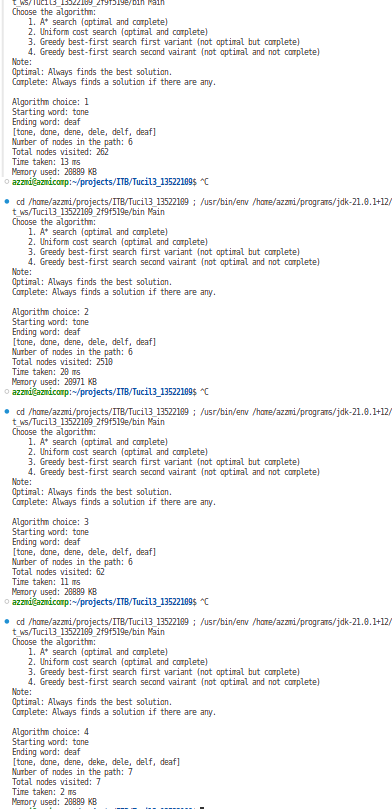 t_ws/Tucil3_13522109_2f9f519e/bin Main
Choose the algorithm:
1. A* search (optimal and complete)
2. Uniform cost search (optimal and complete)
3. Greedy best-first search first variant (not optimal but complete)
4. Greedy best-first search second vairant (not optimal and not complete)
Note:
Optimal: Always finds the best solution.
Complete: Always finds a solution if there are any.
Algorithm choice: 1
Starting word: tone
Ending word: deaf
[tone, done, dene, dele, delf, deaf]
Number of nodes in the path: 6
Total nodes visited: 262
Time taken: 13 ms
Memory used: 20889 KB
azzmi@azmicomp:~/projects/ITB/Tucil3_13522109$ ^C
cd /home/azzmi/projects/ITB/Tucil3_13522109 ; /usr/bin/env /home/azzmi/programs/jdk-21.0.1+12/
t_ws/Tucil3_13522109_2f9f519e/bin Main
Choose the algorithm:
1. A* search (optimal and complete)
2. Uniform cost search (optimal and complete)
3. Greedy best-first search first variant (not optimal but complete)
4. Greedy best-first search second vairant (not optimal and not complete)
Note:
Optimal: Always finds the best solution.
Complete: Always finds a solution if there are any.
Algorithm choice: 2
Starting word: tone
Ending word: deaf
[tone, done, dene, dele, delf, deaf]
Number of nodes in the path: 6
Total nodes visited: 2510
Time taken: 20 ms
Memory used: 20971 KB
azzmi@azmicomp:~/projects/ITB/Tucil3_13522109$ ^C
cd /home/azzmi/projects/ITB/Tucil3_13522109 ; /usr/bin/env /home/azzmi/programs/jdk-21.0.1+12/
t_ws/Tucil3_13522109_2f9f519e/bin Main
Choose the algorithm:
1. A* search (optimal and complete)
2. Uniform cost search (optimal and complete)
3. Greedy best-first search first variant (not optimal but complete)
4. Greedy best-first search second vairant (not optimal and not complete)
Note:
Optimal: Always finds the best solution.
Complete: Always finds a solution if there are any.
Algorithm choice: 3
Starting word: tone
Ending word: deaf
[tone, done, dene, dele, delf, deaf]
Number of nodes in the path: 6
Total nodes visited: 62
Time taken: 11 ms
Memory used: 20889 KB
azzmi@azmicomp:~/projects/ITB/Tucil3_13522109$ ^C
cd /home/azzmi/projects/ITB/Tucil3_13522109 ; /usr/bin/env /home/azzmi/programs/jdk-21.0.1+12/
t_ws/Tucil3_13522109_2f9f519e/bin Main
Choose the algorithm:
1. A* search (optimal and complete)
2. Uniform cost search (optimal and complete)
3. Greedy best-first search first variant (not optimal but complete)
4. Greedy best-first search second vairant (not optimal and not complete)
Note:
Optimal: Always finds the best solution.
Complete: Always finds a solution if there are any.
Algorithm choice: 4
Starting word: tone
Ending word: deaf
[tone, done, dene, deke, dele, delf, deaf]
Number of nodes in the path: 7
Total nodes visited: 7
Time taken: 2 ms
Memory used: 20889 KB